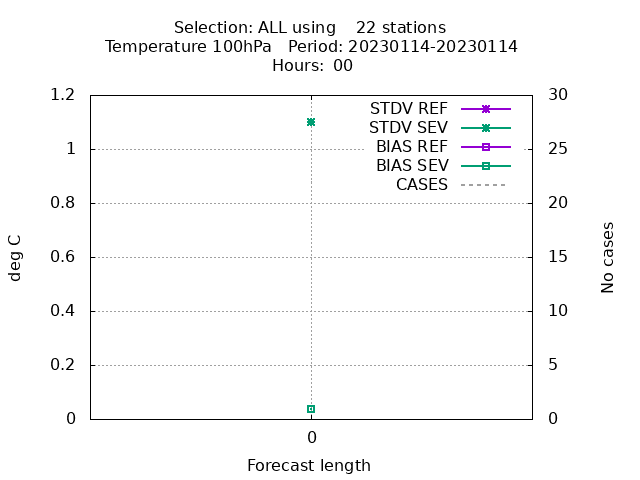 Selection: ALL using    22 stations
Temperature 100hPa   Period: 20230114-20230114
Hours:  00
1.2
1
0.8
0.6
0.4
0.2
0
30
25
20
15
10
5
0
STDV REF
STDV SEV
BIAS REF
BIAS SEV
CASES
deg C
No cases
0
Forecast length